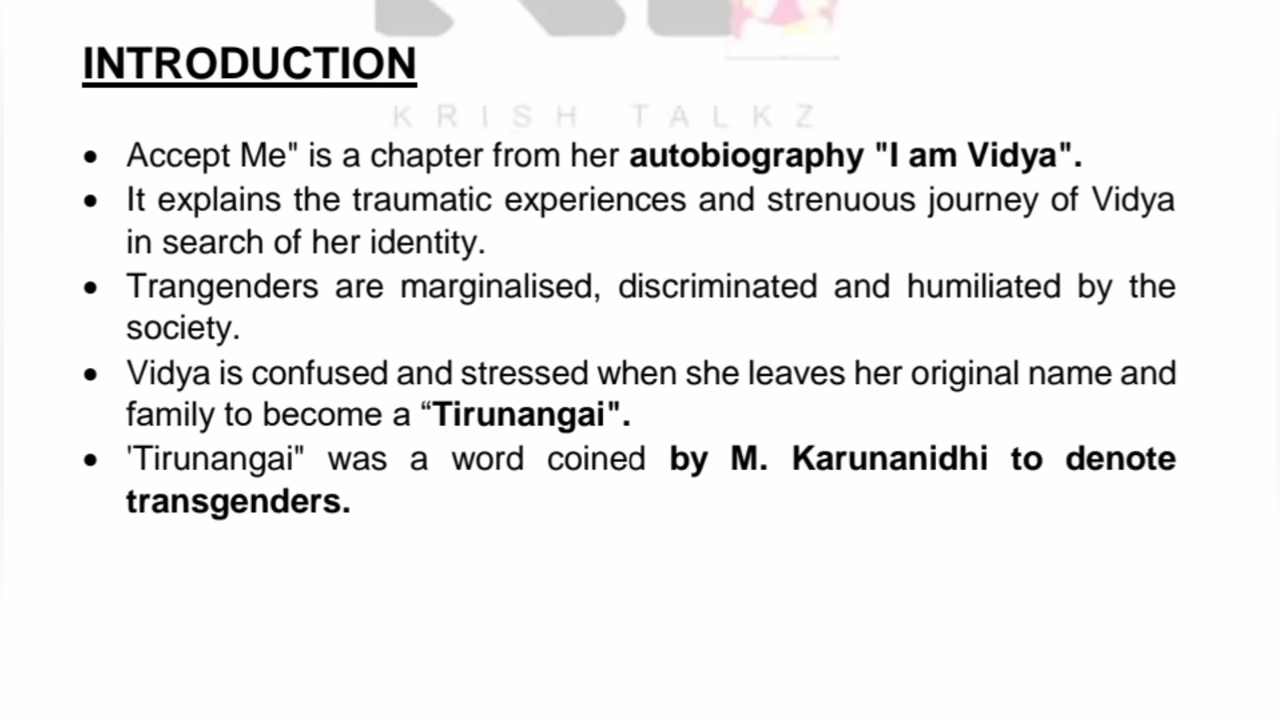 INTRODUCTION
KRISH TALKZ
• Accept Me" is a chapter from her autobiography "I am Vidya".
• It explains the traumatic experiences and strenuous journey of Vidya
in search of her identity.
• Trangenders are marginalised, discriminated and humiliated by the
society.
• Vidya is confused and stressed when she leaves her original name and
family to become a “Tirunangai".
• 'Tirunangai" was a word coined by M. Karunanidhi to denote
transgenders.